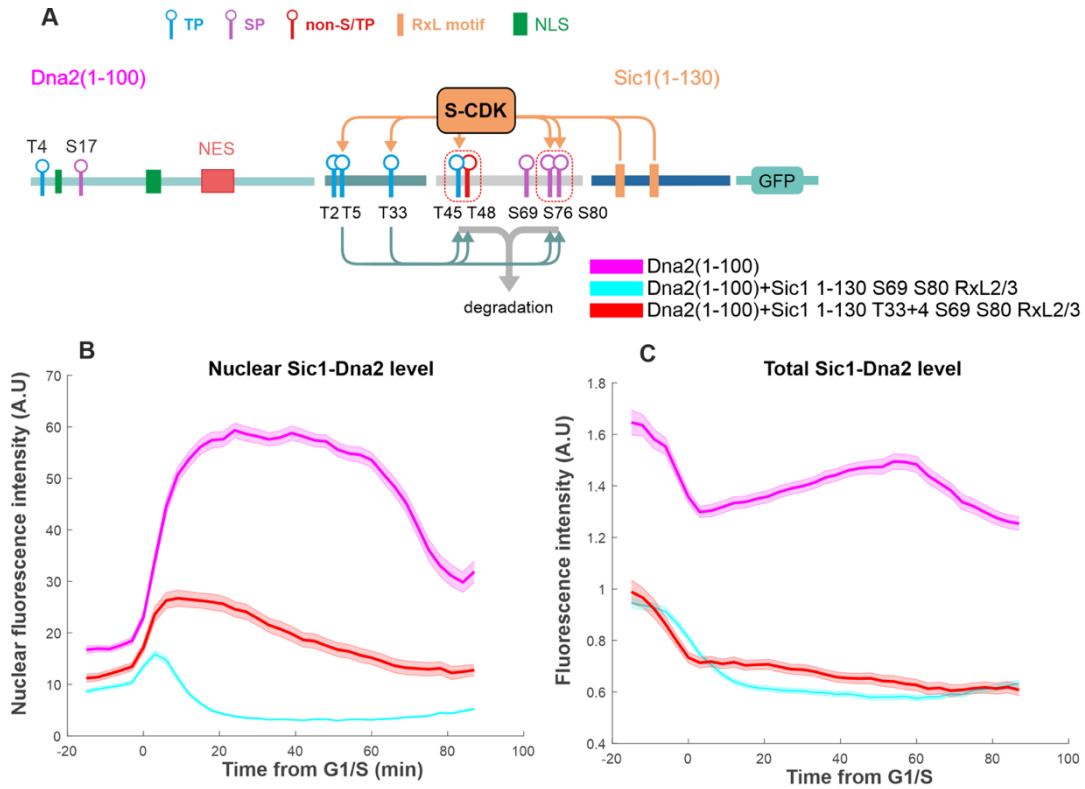 A
TP
SP
non-S/TP
RxL motif
NLS
Dna2(1-100)
Sic1(1-130)
S-CDK
T4
S17
NES
GFP
T2 T5 T33 T45 T48 S69 S76 S80
degradation
Dna2(1-100)
Dna2(1-100)+Sic1 1-130 S69 S80 RxL2/3
Dna2(1-100)+Sic1 1-130 T33+4 S69 S80 RxL2/3
B
Nuclear Sic1-Dna2 level
Nuclear fluorescence intensity (A.U)
70
60
50
40
30
20
10
0
-20 0 20 40 60 80 100
Time from G1/S (min)
C
Total Sic1-Dna2 level
Fluorescence intensity (A.U)
1.8
1.6
1.4
1.2
1
0.8
0.6
0.4
-20 0 20 40 60 80 100
Time from G1/S